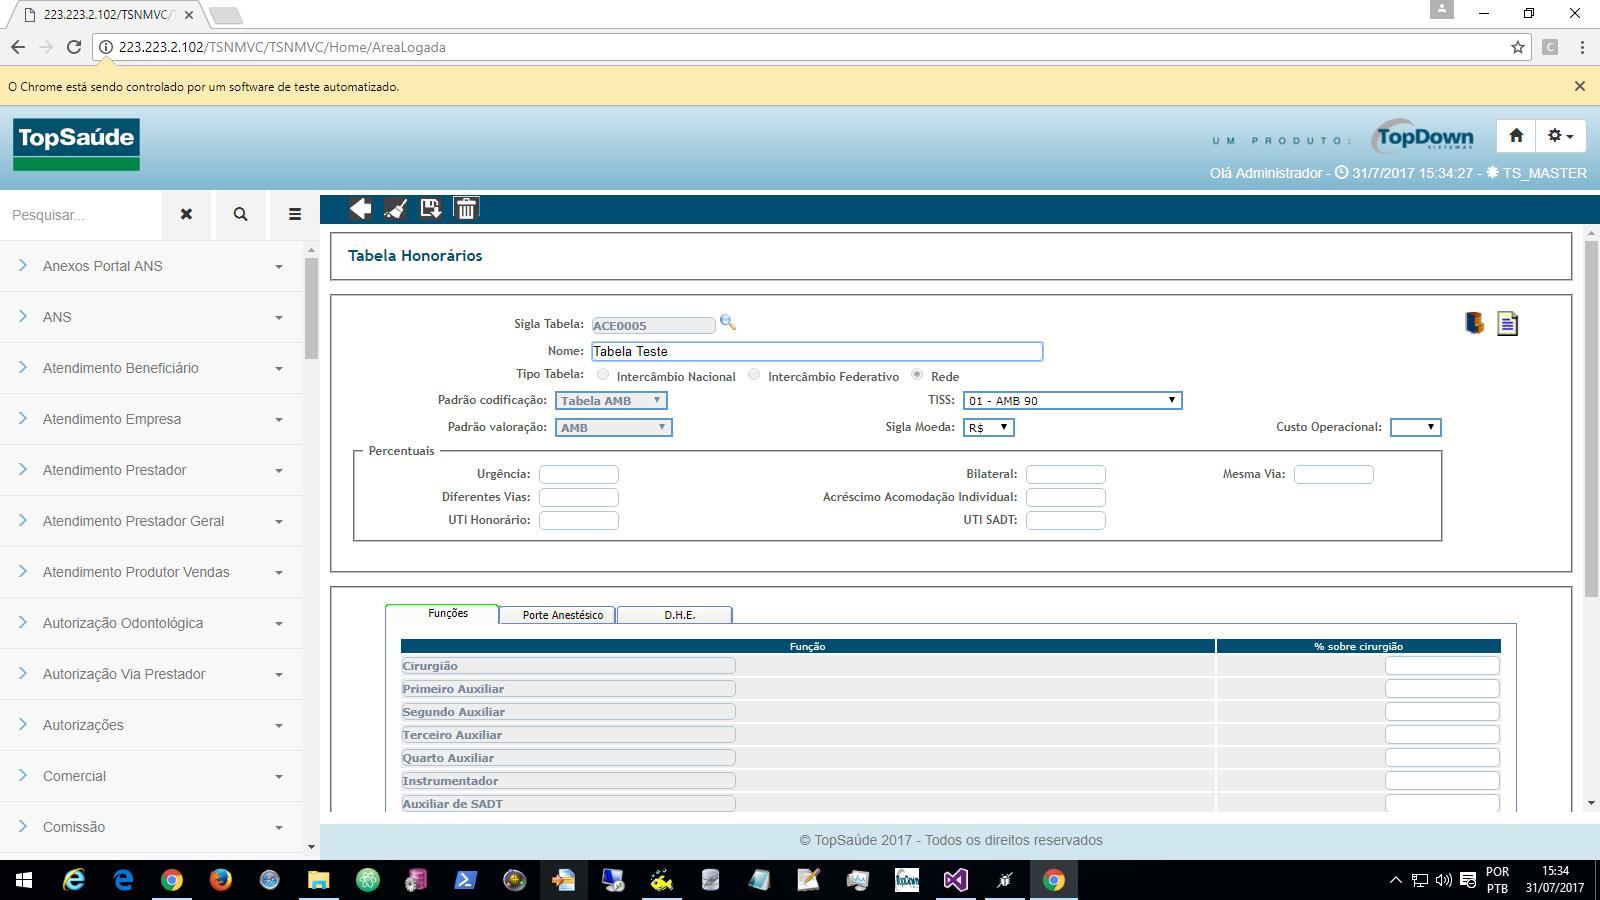 223.223.2.102/TSNMVC/T
223.223.2.102/TSNMVC/TSNMVC/Home/AreaLogada
C
O Chrome está sendo controlado por um software de teste automatizado.
TopSaúde
UM PRODUTO:
TopDown
SISTEMAS
Olá Administrador - 31/7/2017 15:34:27 - TS_MASTER
Pesquisar...
Anexos Portal ANS
ANS
Atendimento Beneficiário
Atendimento Empresa
Atendimento Prestador
Atendimento Prestador Geral
Atendimento Produtor Vendas
Autorização Odontológica
Autorização Via Prestador
Autorizações
Comercial
Comissão
Tabela Honorários
Sigla Tabela: ACE0005
Nome: Tabela Teste
Tipo Tabela: Intercâmbio Nacional Intercâmbio Federativo Rede
Padrão codificação: Tabela AMB TISS: 01 - AMB 90
Padrão valoração: AMB Sigla Moeda: R$ Custo Operacional:
Percentuais
Urgência: Bilateral: Mesma Via:
Diferentes Vias: Acréscimo Acomodação Individual:
UTI Honorário: UTI SADT:
Funções Porte Anestésico D.H.E.
Função % sobre cirurgião
Cirurgião
Primeiro Auxiliar
Segundo Auxiliar
Terceiro Auxiliar
Quarto Auxiliar
Instrumentador
Auxiliar de SADT
© TopSaúde 2017 - Todos os direitos reservados
TopDown
POR
PTB
15:34
31/07/2017